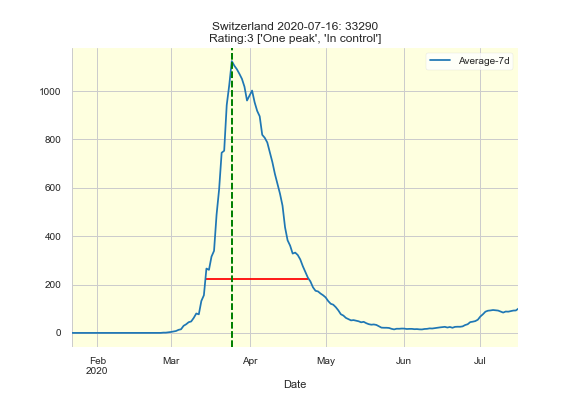 Switzerland 2020-07-16: 33290
Rating:3 ['One peak', 'In control']
Average-7d
1000
800
600
400
200
0
Feb Mar Apr May Jun Jul
2020
Date